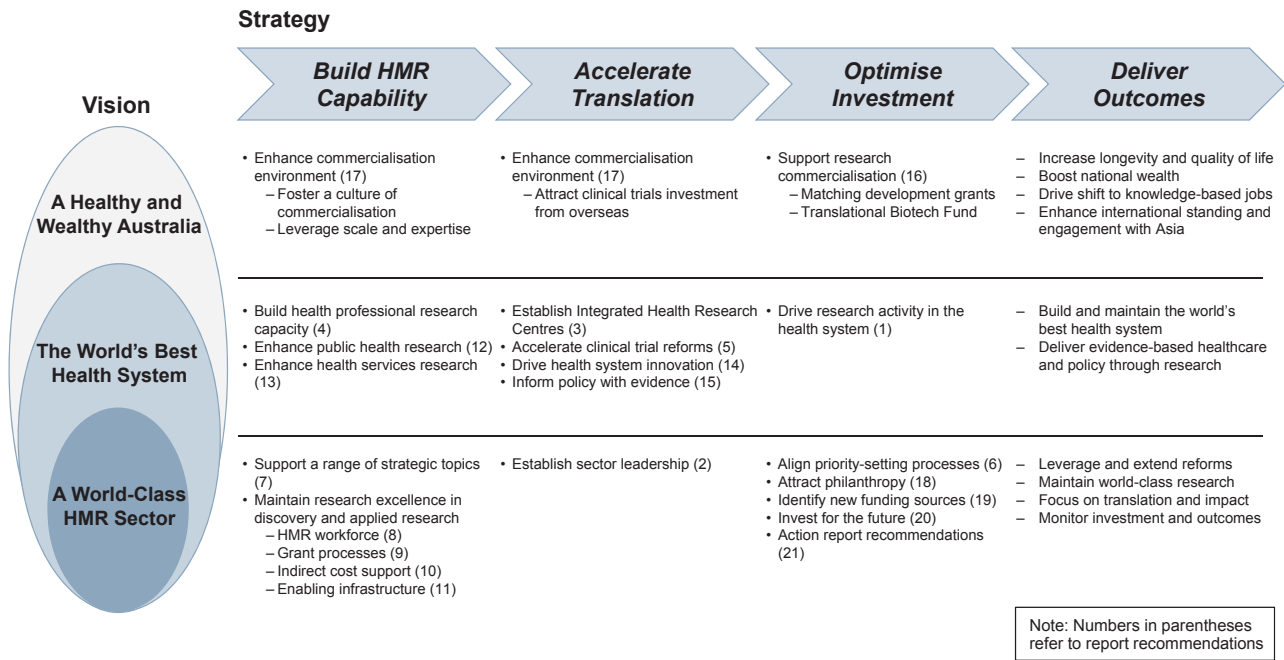 Strategy
Build HMR
Capability
Accelerate
Translation
Optimise
Investment
Deliver
Outcomes
Vision
A Healthy and
Wealthy Australia
• Enhance commercialisation
environment (17)
– Foster a culture of
commercialisation
– Leverage scale and expertise
• Enhance commercialisation
environment (17)
– Attract clinical trials investment
from overseas
• Support research
commercialisation (16)
– Matching development grants
– Translational Biotech Fund
– Increase longevity and quality of life
– Boost national wealth
– Drive shift to knowledge-based jobs
– Enhance international standing and
engagement with Asia
The World's Best
Health System
• Build health professional research
capacity (4)
• Enhance public health research (12)
• Enhance health services research
(13)
• Establish Integrated Health Research
Centres (3)
• Accelerate clinical trial reforms (5)
• Drive health system innovation (14)
• Inform policy with evidence (15)
• Drive research activity in the
health system (1)
– Build and maintain the world's
best health system
– Deliver evidence-based healthcare
and policy through research
A World-Class
HMR Sector
• Support a range of strategic topics
(7)
• Maintain research excellence in
discovery and applied research
– HMR workforce (8)
– Grant processes (9)
– Indirect cost support (10)
– Enabling infrastructure (11)
• Establish sector leadership (2)
• Align priority-setting processes (6)
• Attract philanthropy (18)
• Identify new funding sources (19)
• Invest for the future (20)
• Action report recommendations
(21)
– Leverage and extend reforms
– Maintain world-class research
– Focus on translation and impact
– Monitor investment and outcomes
Note: Numbers in parentheses
refer to report recommendations